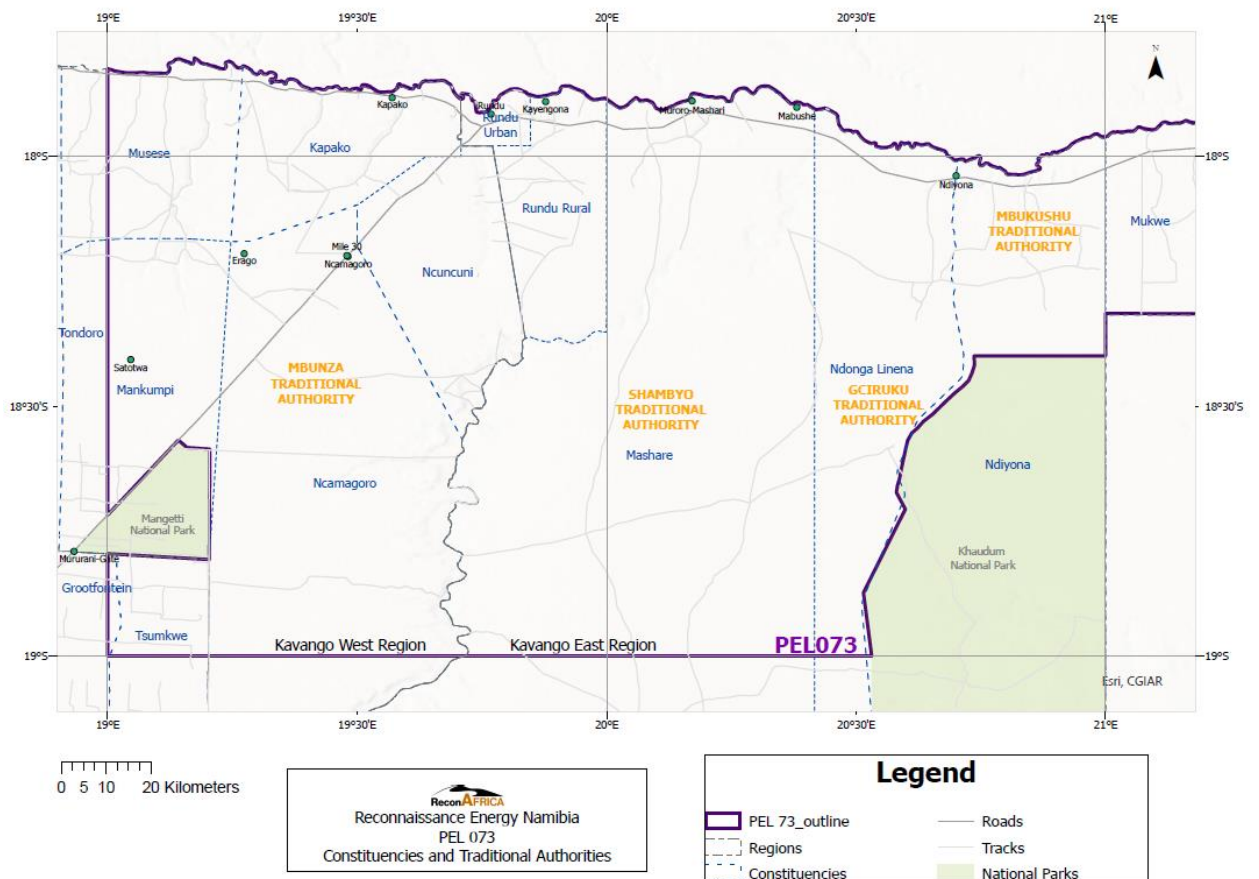 19°E
19°30'E
20°E
20°30'E
21°E
N
Kapako
Rundu
Kayengona
Muroro-Mashari
Mabushe
Rundu
Urban
Musese
Kapako
18°S
18°S
Ndiyona
Rundu Rural
MBUKUSHU
TRADITIONAL
AUTHORITY
Mukwe
Erago
Mile 30
Ncamagoro
Ncuncuni
Tondoro
Satotwa
Mankumpi
MBUNZA
TRADITIONAL
AUTHORITY
Ndonga Linena
SHAMBYO
TRADITIONAL
AUTHORITY
GCIRUKU
TRADITIONAL
AUTHORITY
18°30'S
18°30'S
Mashare
Ndiyona
Ncamagoro
Mangetti
National Park
Khaudum
National Park
Mururani-Gate
Grootfontein
Tsumkwe
Kavango West Region
Kavango East Region
PEL073
19°S
19°S
Esri, CGIAR
19°E
19°30'E
20°E
20°30'E
21°E
0 5 10 20 Kilometers
ReconAFRICA
Reconnaissance Energy Namibia
PEL 073
Constituencies and Traditional Authorities
Legend
PEL 73_outline
Roads
Regions
Tracks
Constituencies
National Parks